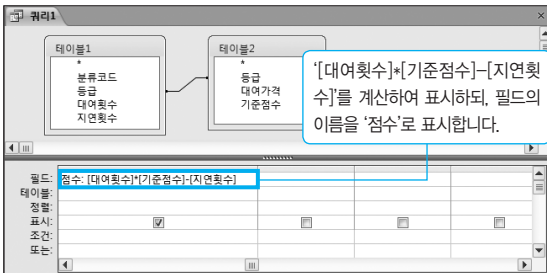 쿼리1
테이블1
*
분류코드
등급
대여횟수
지연횟수
테이블2
*
등급
대여가격
기준점수
'[대여횟수]*[기준점수]-[지연횟
수]'를 계산하여 표시하되, 필드의
이름을 '점수'로 표시합니다.
필드: 점수: [대여횟수]*[기준점수]-[지연횟수]
테이블:
정렬:
표시:
조건:
또는: